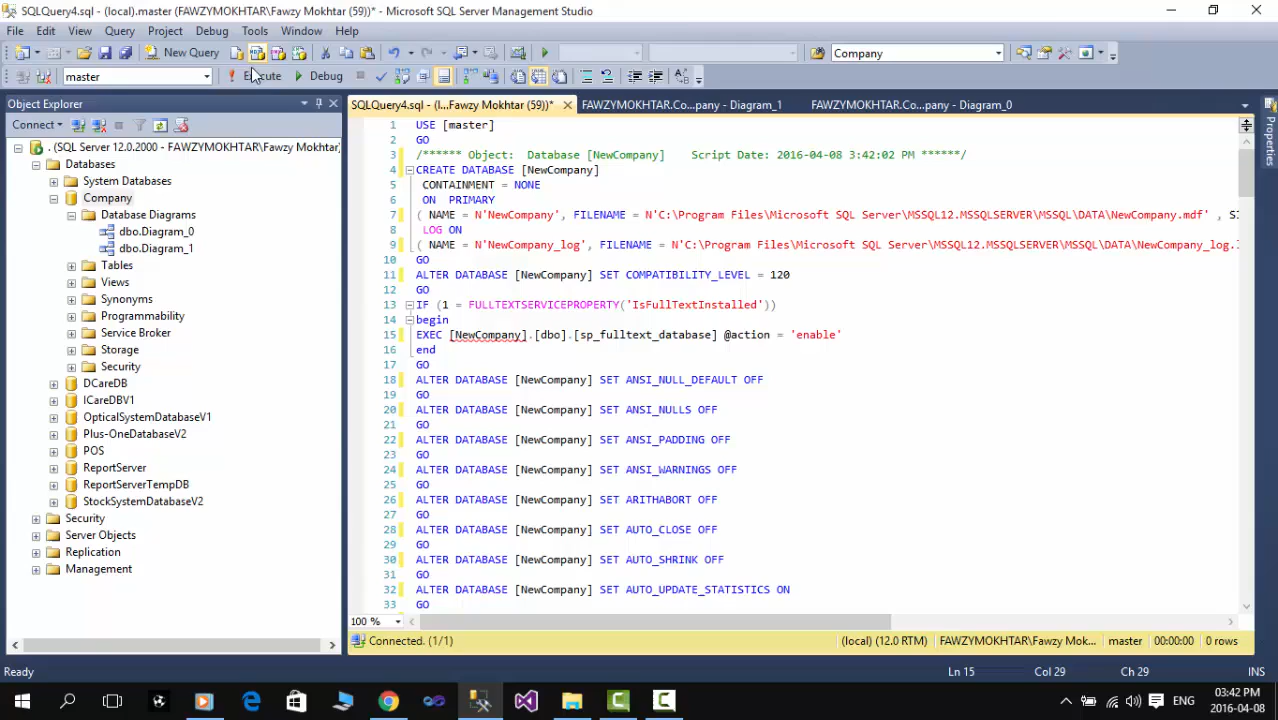 SQLQuery4.sql - (local).master (FAWZYMOKHTAR\Fawzy Mokhtar (59))* - Microsoft SQL Server Management Studio
File Edit View Query Project Debug Tools Window Help
New Query Company
master Execute Debug
Object Explorer
Connect
. (SQL Server 12.0.2000 - FAWZYMOKHTAR\Fawzy Mokhtar)
Databases
System Databases
Company
Database Diagrams
dbo.Diagram_0
dbo.Diagram_1
Tables
Views
Synonyms
Programmability
Service Broker
Storage
Security
DCareDB
ICareDBV1
OpticalSystemDatabaseV1
Plus-OneDatabaseV2
POS
ReportServer
ReportServerTempDB
StockSystemDatabaseV2
Security
Server Objects
Replication
Management
SQLQuery4.sql - (l...Fawzy Mokhtar (59))* FAWZYMOKHTAR.Co...pany - Diagram_1 FAWZYMOKHTAR.Co...pany - Diagram_0
1 USE [master]
2 GO
3 /****** Object:  Database [NewCompany]    Script Date: 2016-04-08 3:42:02 PM ******/
4 CREATE DATABASE [NewCompany]
5 CONTAINMENT = NONE
6 ON  PRIMARY
7 ( NAME = N'NewCompany', FILENAME = N'C:\Program Files\Microsoft SQL Server\MSSQL12.MSSQLSERVER\MSSQL\DATA\NewCompany.mdf' , SI
8 LOG ON
9 ( NAME = N'NewCompany_log', FILENAME = N'C:\Program Files\Microsoft SQL Server\MSSQL12.MSSQLSERVER\MSSQL\DATA\NewCompany_log.
10 GO
11 ALTER DATABASE [NewCompany] SET COMPATIBILITY_LEVEL = 120
12 GO
13 IF (1 = FULLTEXTSERVICEPROPERTY('IsFullTextInstalled'))
14 begin
15 EXEC [NewCompany].[dbo].[sp_fulltext_database] @action = 'enable'
16 end
17 GO
18 ALTER DATABASE [NewCompany] SET ANSI_NULL_DEFAULT OFF
19 GO
20 ALTER DATABASE [NewCompany] SET ANSI_NULLS OFF
21 GO
22 ALTER DATABASE [NewCompany] SET ANSI_PADDING OFF
23 GO
24 ALTER DATABASE [NewCompany] SET ANSI_WARNINGS OFF
25 GO
26 ALTER DATABASE [NewCompany] SET ARITHABORT OFF
27 GO
28 ALTER DATABASE [NewCompany] SET AUTO_CLOSE OFF
29 GO
30 ALTER DATABASE [NewCompany] SET AUTO_SHRINK OFF
31 GO
32 ALTER DATABASE [NewCompany] SET AUTO_UPDATE_STATISTICS ON
33 GO
100 %
Connected. (1/1) (local) (12.0 RTM) FAWZYMOKHTAR\Fawzy Mok... master 00:00:00 0 rows
Properties
Ready Ln 15 Col 29 Ch 29 INS
ENG 03:42 PM
2016-04-08